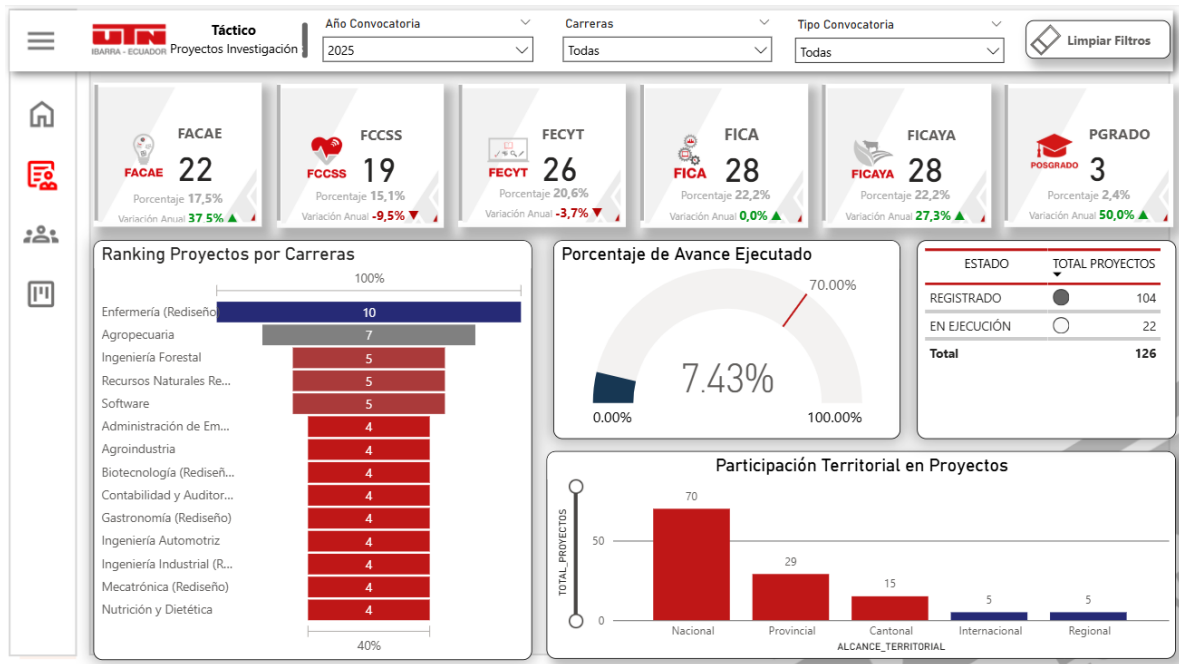 UTN
IBARRA - ECUADOR
Táctico
Proyectos Investigación
Año Convocatoria
2025
Carreras
Todas
Tipo Convocatoria
Todas
Limpiar Filtros
FACAE
FACAE 22
Porcentaje 17,5%
Variación Anual 37 5%
FCCSS
FCCSS 19
Porcentaje 15,1%
Variación Anual -9,5%
FECYT
FECYT 26
Porcentaje 20,6%
Variación Anual -3,7%
FICA
FICA 28
Porcentaje 22,2%
Variación Anual 0,0%
FICAYA
FICAYA 28
Porcentaje 22,2%
Variación Anual 27,3%
PGRADO
POSGRADO 3
Porcentaje 2,4%
Variación Anual 50,0%
Ranking Proyectos por Carreras
100%
Enfermería (Rediseño) 10
Agropecuaria 7
Ingeniería Forestal 5
Recursos Naturales Re... 5
Software 5
Administración de Em... 4
Agroindustria 4
Biotecnología (Rediseñ... 4
Contabilidad y Auditor... 4
Gastronomía (Rediseño) 4
Ingeniería Automotriz 4
Ingeniería Industrial (R... 4
Mecatrónica (Rediseño) 4
Nutrición y Dietética 4
40%
Porcentaje de Avance Ejecutado
70.00%
7.43%
0.00% 100.00%
ESTADO TOTAL PROYECTOS
REGISTRADO 104
EN EJECUCIÓN 22
Total 126
Participación Territorial en Proyectos
TOTAL_PROYECTOS
50
0
70
29
15
5
5
Nacional Provincial Cantonal Internacional Regional
ALCANCE_TERRITORIAL